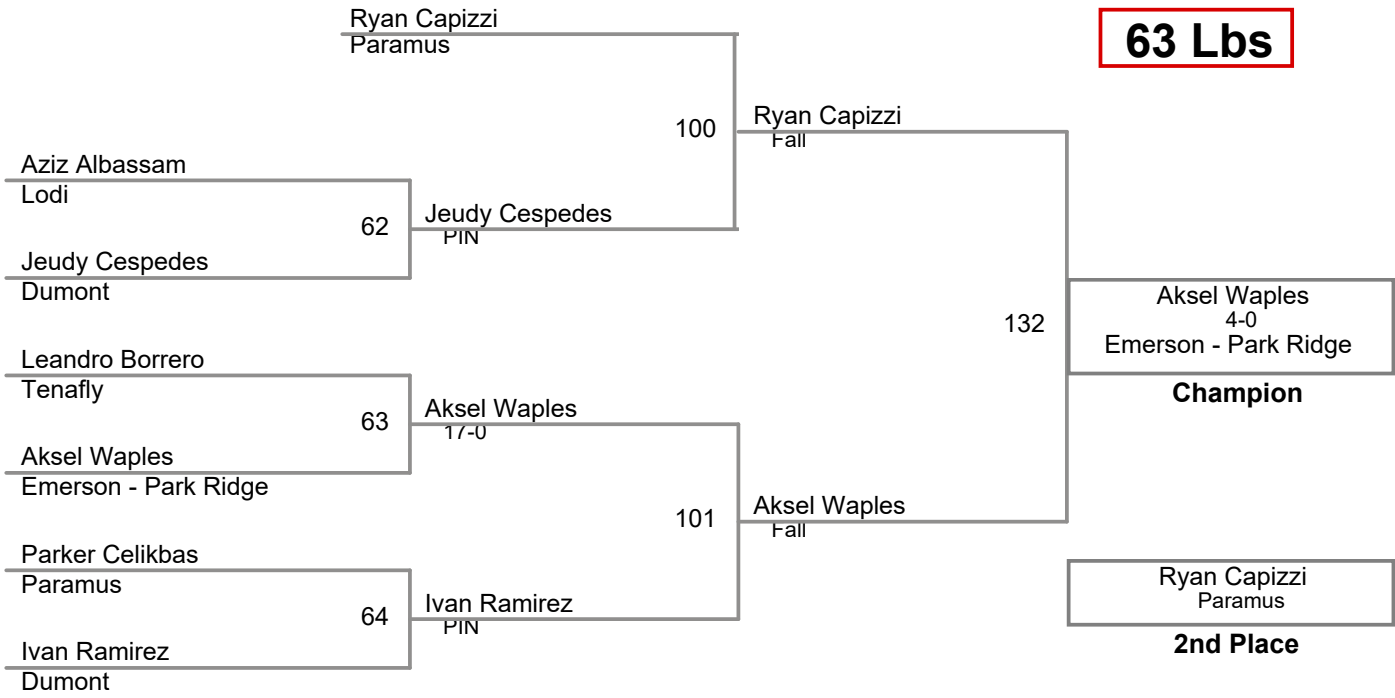 Ryan Capizzi
Paramus
63 Lbs
100
Ryan Capizzi
Fall
Aziz Albassam
Lodi
62
Jeudy Cespedes
PIN
Jeudy Cespedes
Dumont
132
Aksel Waples
4-0
Emerson - Park Ridge
Champion
Leandro Borrero
Tenafly
63
Aksel Waples
17-0
Aksel Waples
Emerson - Park Ridge
101
Aksel Waples
Fall
Parker Celikbas
Paramus
64
Ivan Ramirez
PIN
Ivan Ramirez
Dumont
Ryan Capizzi
Paramus
2nd Place